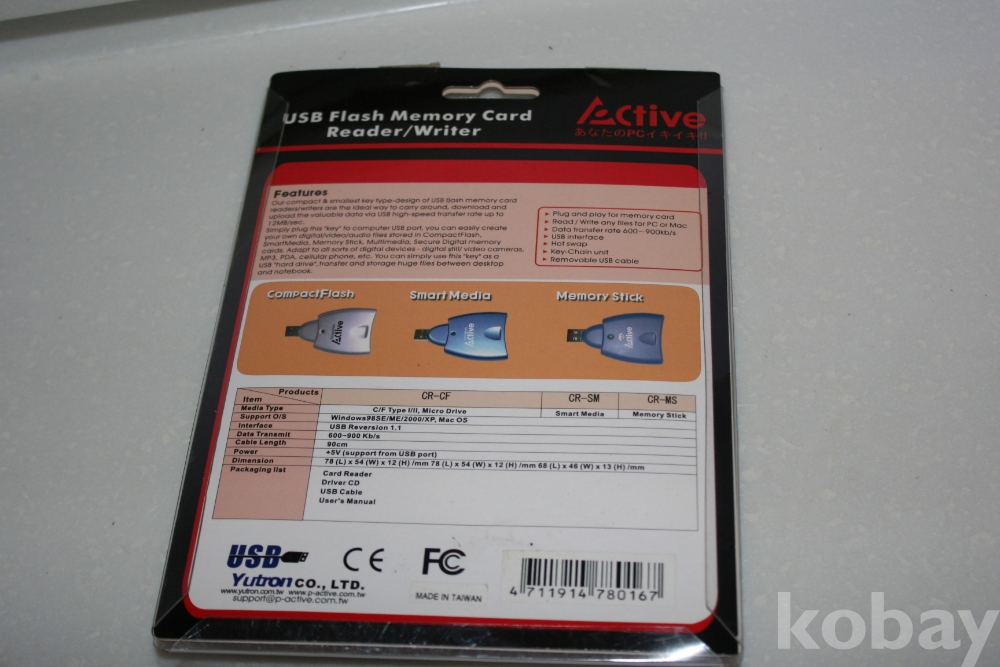 USB Flash Memory Card
Reader/Writer
Active
あなたのPCイキイキ!!
Features
Our compact & smallest key type-design of USB flash memory card
readers/writers are the ideal way to carry around, download and
upload the valuable data via USB high-speed transfer rate up to
12MB/sec.
Simply plug this "key" to computer USB port, you can easily create
your own digital/video/audio files stored in CompactFlash,
SmartMedia, Memory Stick, Multimedia, Secure Digital memory
cards. Adapt to all sorts of digital devices - digital still/ video cameras,
MP3, PDA, cellular phone, etc. You can simply use this "key" as a
USB "hard drive", transfer and storage huge files between desktop
and notebook.
Plug and play for memory card
Read / Write any files for PC or Mac
Data transfer rate 600~900kb/s
USB interface
Hot swap
Key-Chain unit
Removable USB cable
CompactFlash SmartMedia Memory Stick
Active Active
Item Products CR-CF CR-SM CR-MS
Media Type C/F Type I/II, Micro Drive Smart Media Memory Stick
Support O/S Windows98SE/ME/2000/XP, Mac OS
Interface USB Reversion 1.1
Data Transmit 600~900 Kb/s
Cable Length 90cm
Power +5V (support from USB port)
Dimension 78 (L) x 54 (W) x 12 (H) /mm 78 (L) x 54 (W) x 12 (H) /mm 68 (L) x 46 (W) x 13 (H) /mm
Packaging list Card Reader
Driver CD
USB Cable
User's Manual
USB CE FC
Yutron CO., LTD.
www.yutron.com.tw www.p-active.com.tw
support@p-active.com.tw
MADE IN TAIWAN
4 711914 780167
kobay